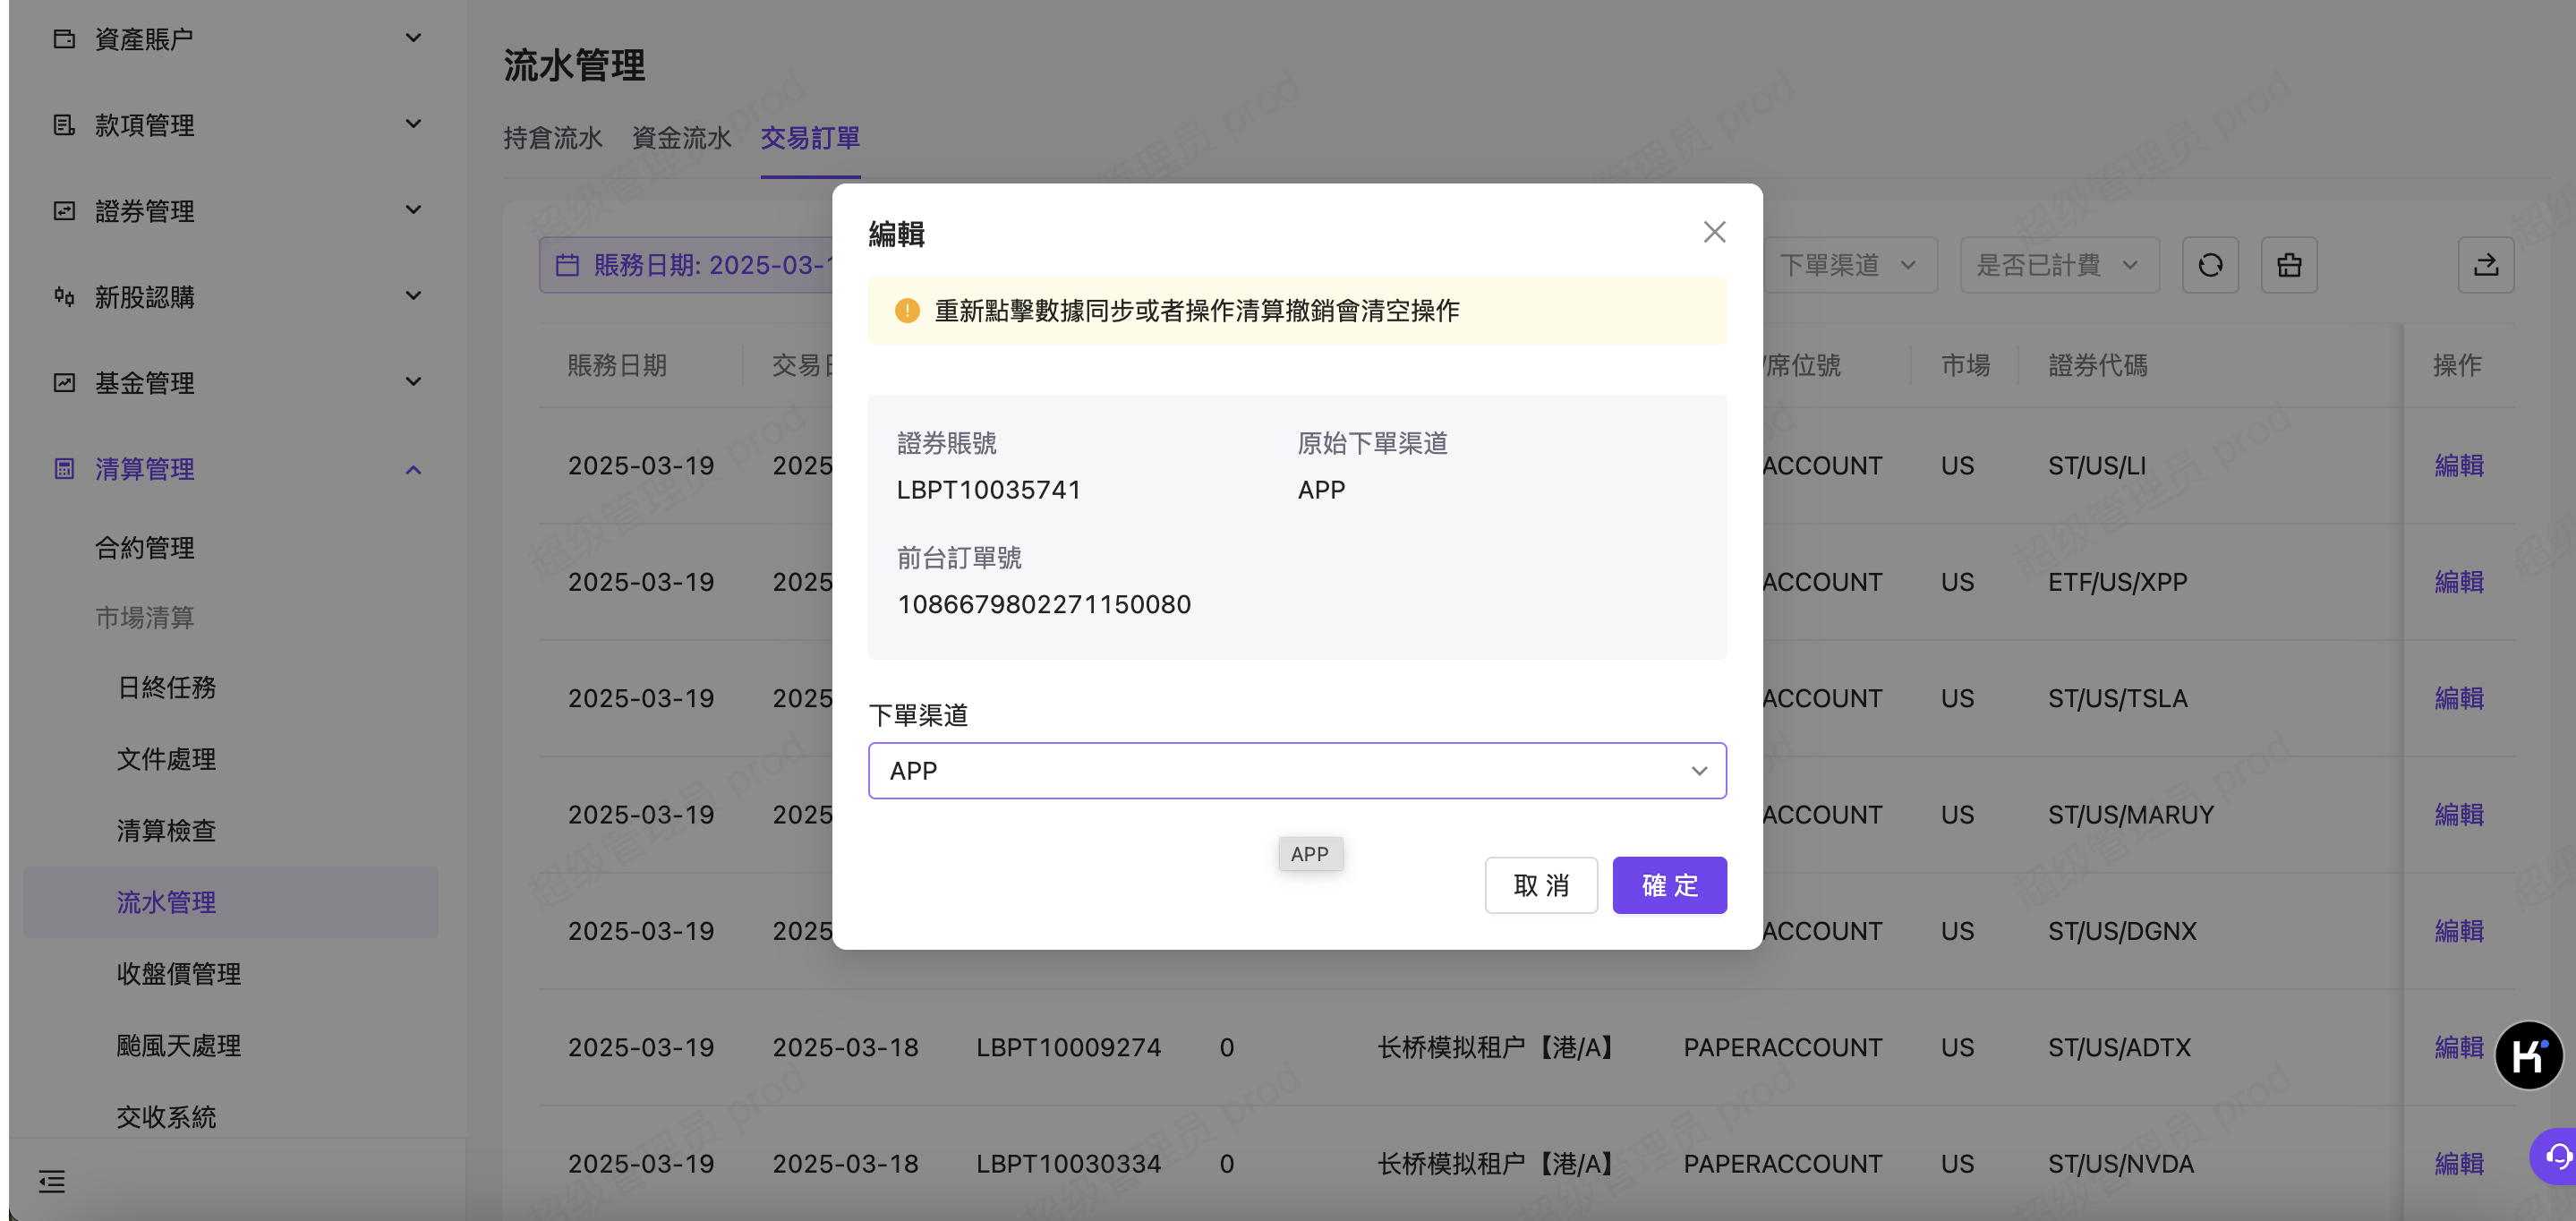 資產賬户
款項管理
證券管理
新股認購
基金管理
清算管理
合約管理
市場清算
日終任務
文件處理
清算檢查
流水管理
收盤價管理
颱風天處理
交收系統
流水管理
持倉流水 資金流水 交易訂單
賬務日期: 2025-03-1
下單渠道 是否已計費
賬務日期 交易日 /席位號 市場 證券代碼 操作
2025-03-19 2025 ACCOUNT US ST/US/LI 編輯
2025-03-19 2025 ACCOUNT US ETF/US/XPP 編輯
2025-03-19 2025 ACCOUNT US ST/US/TSLA 編輯
2025-03-19 2025 ACCOUNT US ST/US/MARUY 編輯
2025-03-19 2025 ACCOUNT US ST/US/DGNX 編輯
2025-03-19 2025-03-18 LBPT10009274 0 长桥模拟租户【港/A】 PAPERACCOUNT US ST/US/ADTX 編輯
2025-03-19 2025-03-18 LBPT10030334 0 长桥模拟租户【港/A】 PAPERACCOUNT US ST/US/NVDA 編輯
編輯
重新點擊數據同步或者操作清算撤銷會清空操作
證券賬號 原始下單渠道
LBPT10035741 APP
前台訂單號
1086679802271150080
下單渠道
APP
APP
取 消 確 定
超级管理员 prod